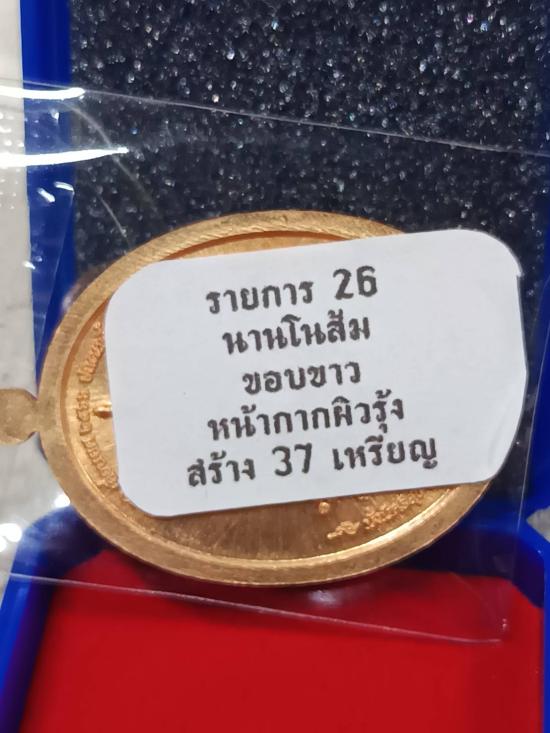 รายการ 26
นานโนส้ม
ขอบขาว
หน้ากากผิวรุ้ง
สร้าง 37 เหรียญ